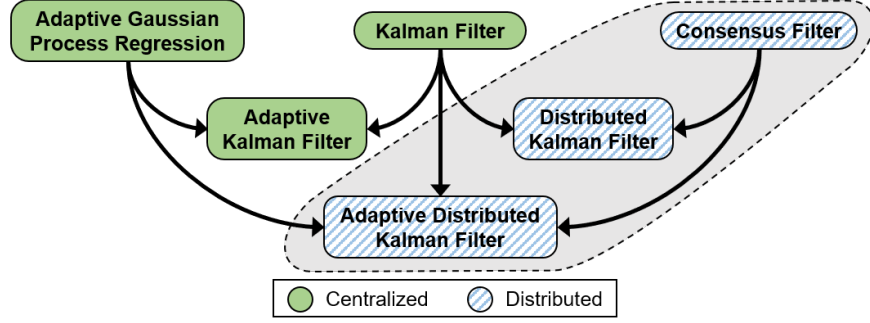 Adaptive Gaussian
Process Regression
Kalman Filter
Consensus Filter
Adaptive
Kalman Filter
Distributed
Kalman Filter
Adaptive Distributed
Kalman Filter
Centralized
Distributed